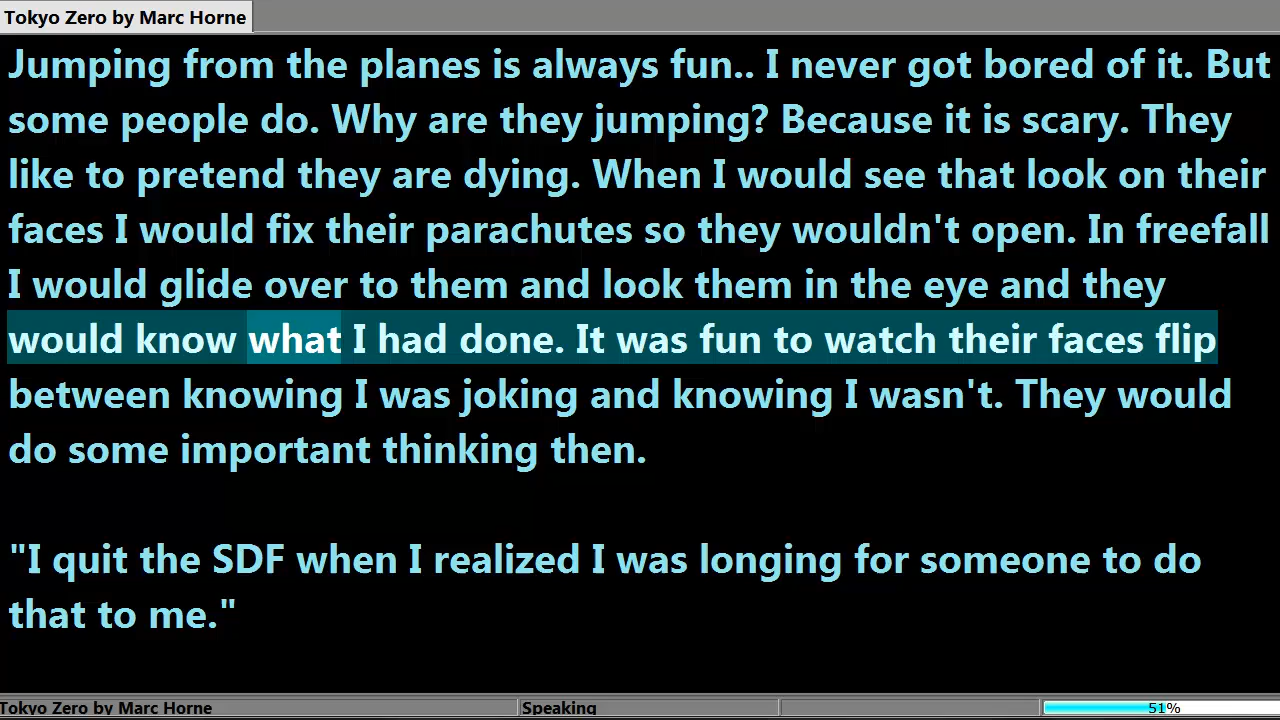 Tokyo Zero by Marc Horne
Jumping from the planes is always fun.. I never got bored of it. But
some people do. Why are they jumping? Because it is scary. They
like to pretend they are dying. When I would see that look on their
faces I would fix their parachutes so they wouldn't open. In freefall
I would glide over to them and look them in the eye and they
would know what I had done. It was fun to watch their faces flip
between knowing I was joking and knowing I wasn't. They would
do some important thinking then.
"I quit the SDF when I realized I was longing for someone to do
that to me."
Tokyo Zero by Marc Horne Speaking 51%